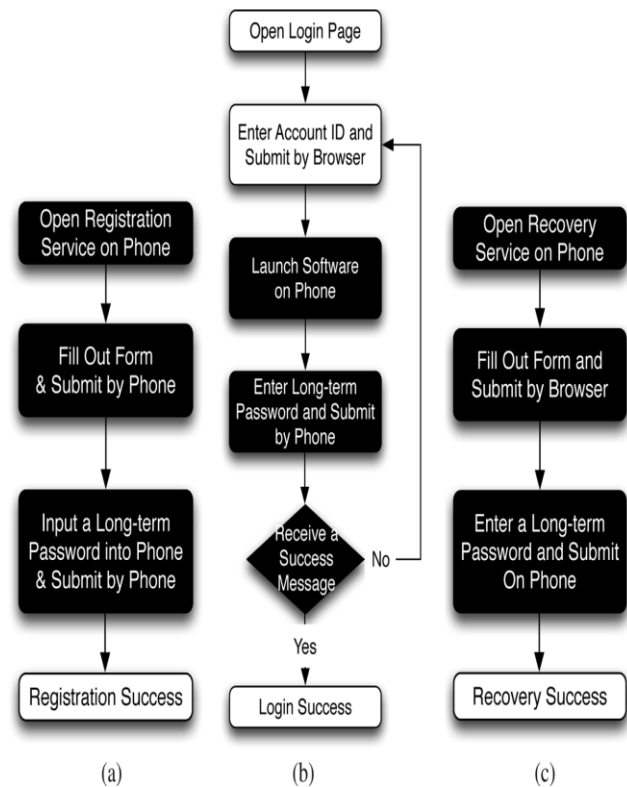 Open Registration
Service on Phone
Fill Out Form
& Submit by Phone
Input a Long-term
Password into Phone
& Submit by Phone
Registration Success
(a)
Open Login Page
Enter Account ID and
Submit by Browser
Launch Software
on Phone
Enter Long-term
Password and Submit
by Phone
Receive a
Success
Message
No
Yes
Login Success
(b)
Open Recovery
Service on Phone
Fill Out Form and
Submit by Browser
Enter a Long-term
Password and Submit
On Phone
Recovery Success
(c)